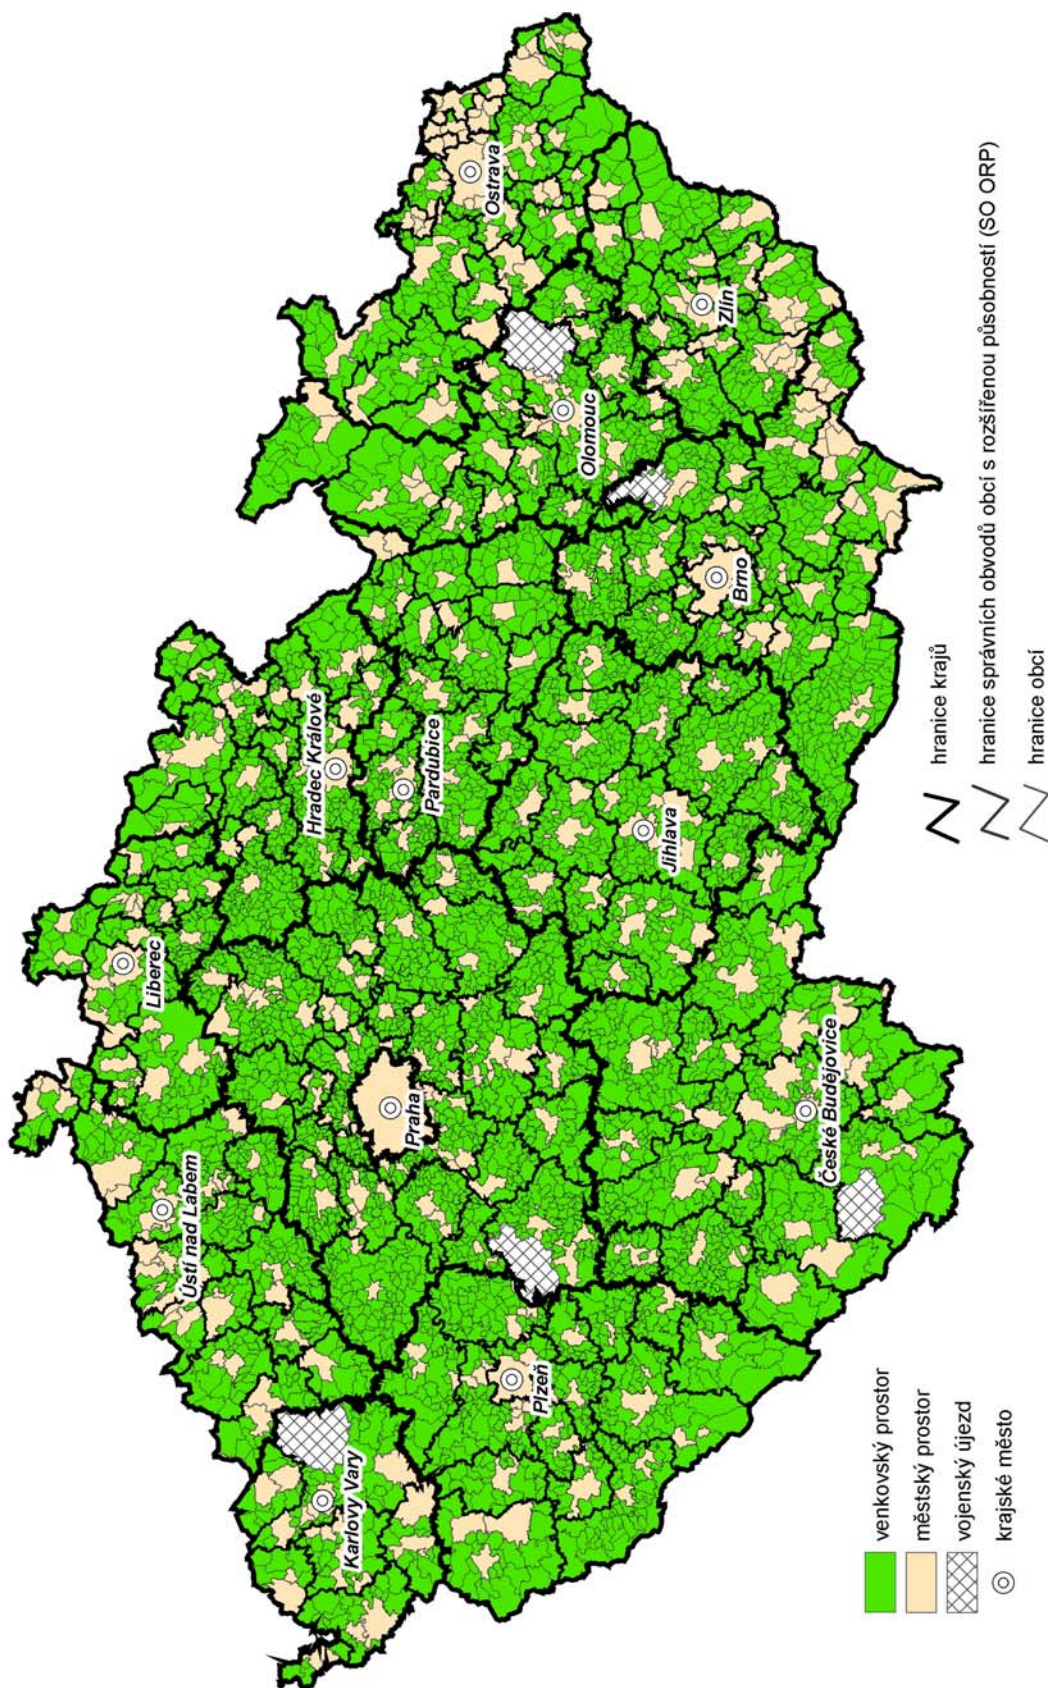 Liberec
Ústí nad Labem
Karlovy Vary
Hradec Králové
Praha
Pardubice
Ostrava
Plzeň
Olomouc
Jihlava
Brno
Zlín
České Budějovice
venkovský prostor
městský prostor
vojenský újezd
krajské město
hranice krajů
hranice správních obvodů obcí s rozšířenou působností (SO ORP)
hranice obcí